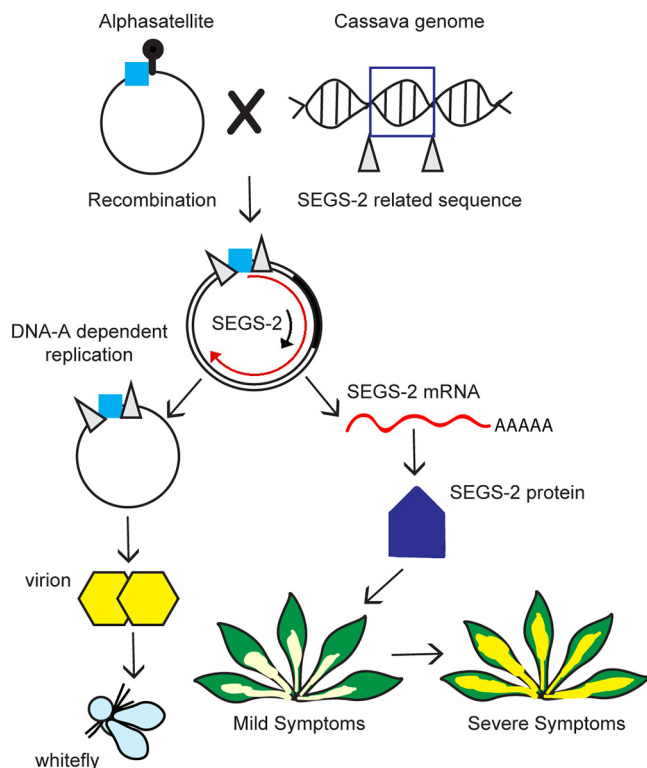 Alphasatellite
Cassava genome
Recombination
SEGS-2 related sequence
SEGS-2
DNA-A dependent
replication
SEGS-2 mRNA
AAAAA
SEGS-2 protein
virion
Mild Symptoms
Severe Symptoms
whitefly